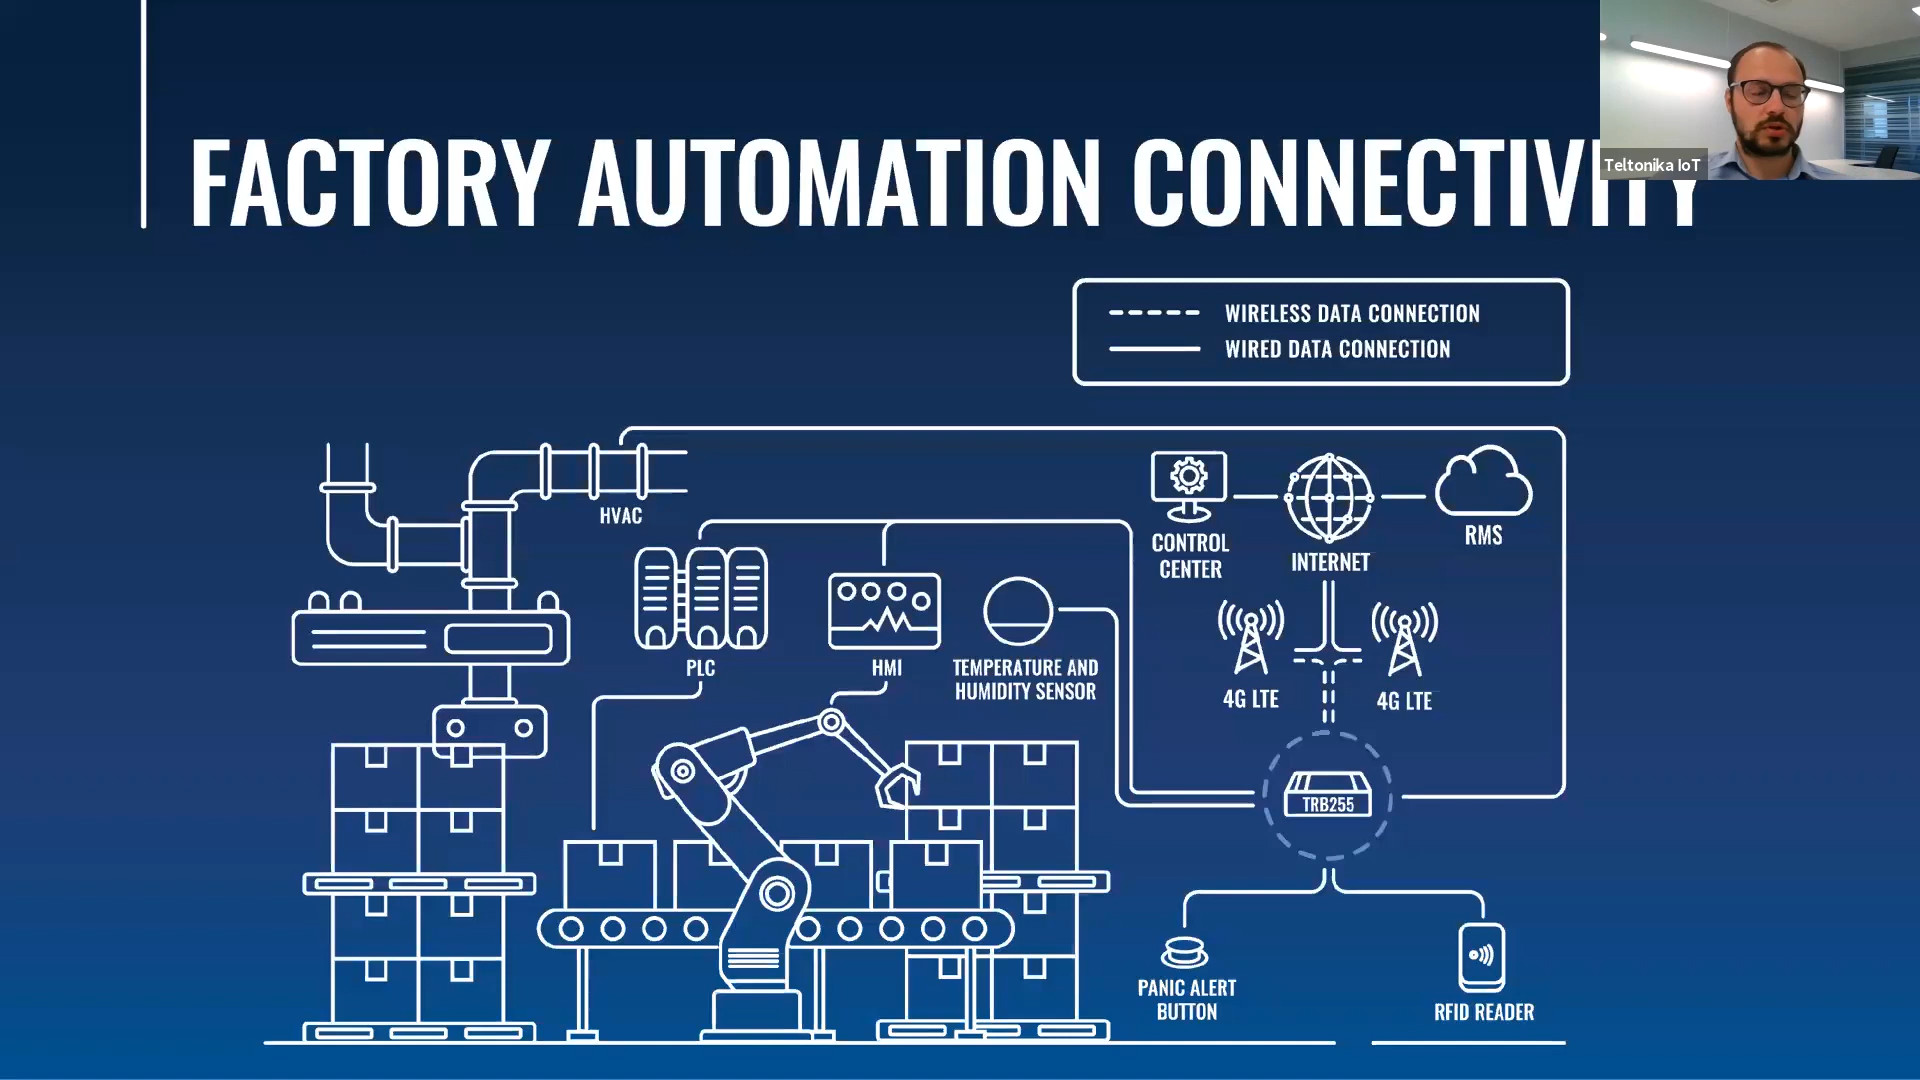 FACTORY AUTOMATION CONNECTIVITY
Teltonika IoT
WIRELESS DATA CONNECTION
WIRED DATA CONNECTION
HVAC
CONTROL
CENTER
INTERNET
RMS
PLC
HMI
TEMPERATURE AND
HUMIDITY SENSOR
4G LTE
4G LTE
TRB255
PANIC ALERT
BUTTON
RFID READER